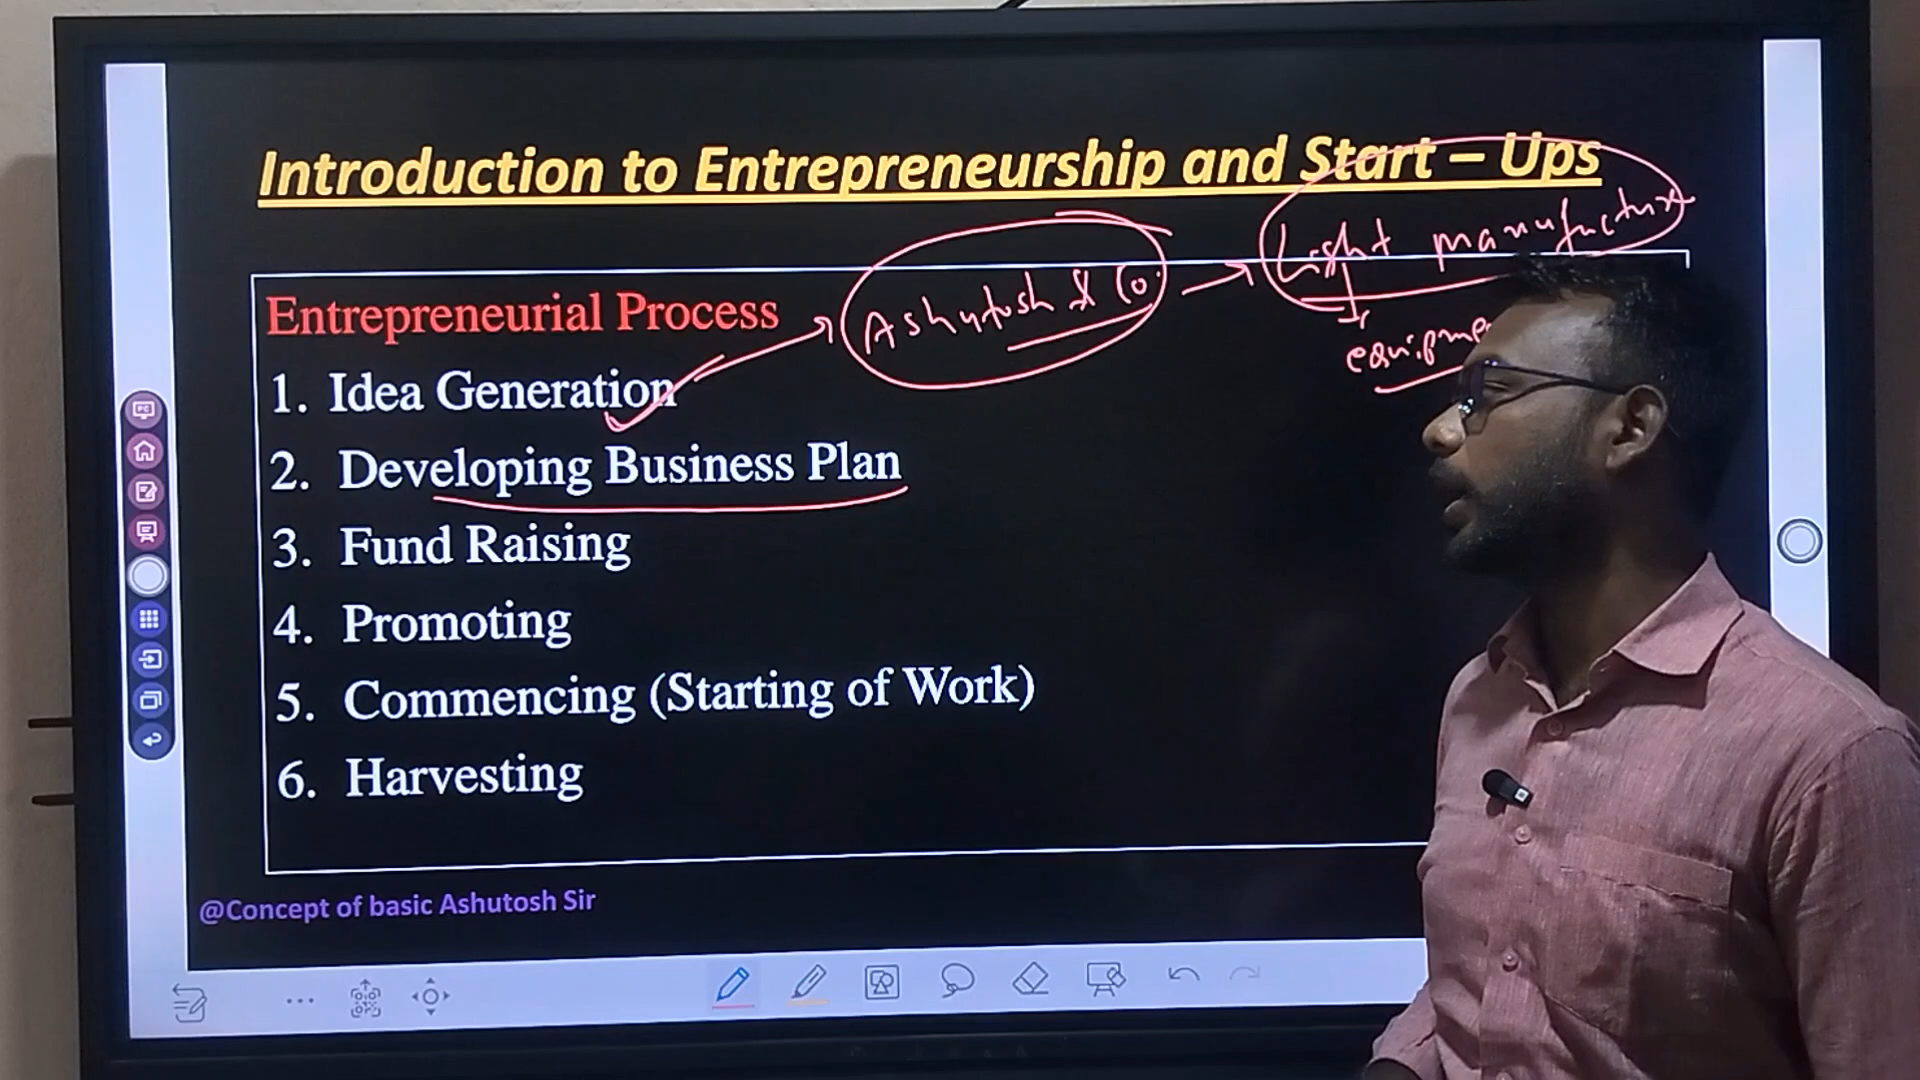 Introduction to Entrepreneurship and Start – Ups
Light manufacture
Ashutosh & Co.
Entrepreneurial Process
1. Idea Generation
2. Developing Business Plan
3. Fund Raising
4. Promoting
5. Commencing (Starting of Work)
6. Harvesting
@Concept of basic Ashutosh Sir